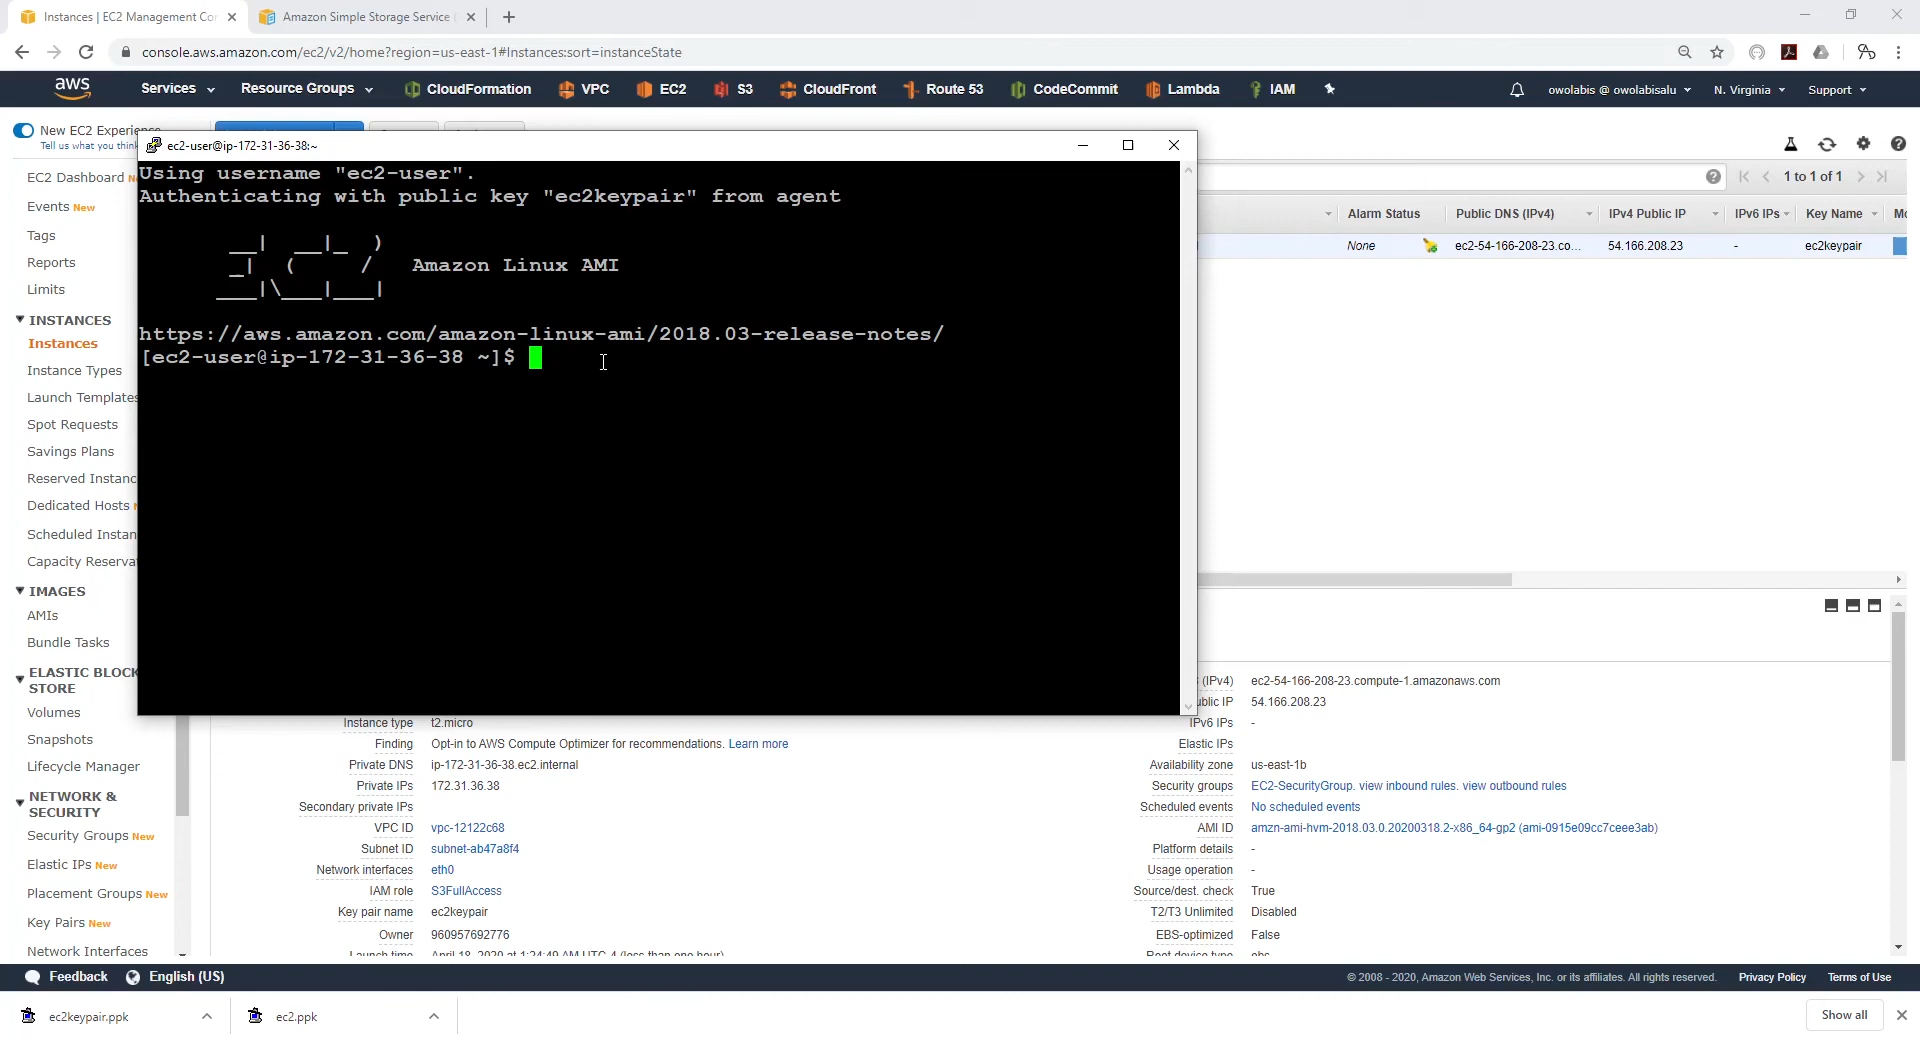 Instances | EC2 Management Con
Amazon Simple Storage Service (
console.aws.amazon.com/ec2/v2/home?region=us-east-1#Instances:sort=instanceState
aws
Services
Resource Groups
CloudFormation
VPC
EC2
S3
CloudFront
Route 53
CodeCommit
Lambda
IAM
owolabis @ owolabisalu
N. Virginia
Support
New EC2 Experience
Tell us what you think
ec2-user@ip-172-31-36-38:~
Using username "ec2-user".
Authenticating with public key "ec2keypair" from agent
__|  __|_  )
_|  (     /   Amazon Linux AMI
___|\___|___|
https://aws.amazon.com/amazon-linux-ami/2018.03-release-notes/
[ec2-user@ip-172-31-36-38 ~]$
1 to 1 of 1
Alarm Status
Public DNS (IPv4)
IPv4 Public IP
IPv6 IPs
Key Name
None
ec2-54-166-208-23.co...
54.166.208.23
-
ec2keypair
EC2 Dashboard
Events New
Tags
Reports
Limits
INSTANCES
Instances
Instance Types
Launch Templates
Spot Requests
Savings Plans
Reserved Instanc
Dedicated Hosts
Scheduled Instan
Capacity Reserva
IMAGES
AMIs
Bundle Tasks
ELASTIC BLOCK
STORE
Volumes
Snapshots
Lifecycle Manager
NETWORK &
SECURITY
Security Groups New
Elastic IPs New
Placement Groups New
Key Pairs New
Network Interfaces
Instance type t2.micro
Finding Opt-in to AWS Compute Optimizer for recommendations. Learn more
Private DNS ip-172-31-36-38.ec2.internal
Private IPs 172.31.36.38
Secondary private IPs
VPC ID vpc-12122c68
Subnet ID subnet-ab47a8f4
Network interfaces eth0
IAM role S3FullAccess
Key pair name ec2keypair
Owner 960957692776
Launch time April 18, 2020 at 1:24:49 AM UTC-4 (less than one hour)
(IPv4) ec2-54-166-208-23.compute-1.amazonaws.com
ublic IP 54.166.208.23
IPv6 IPs -
Elastic IPs
Availability zone us-east-1b
Security groups EC2-SecurityGroup. view inbound rules. view outbound rules
Scheduled events No scheduled events
AMI ID amzn-ami-hvm-2018.03.0.20200318.2-x86_64-gp2 (ami-0915e09cc7ceee3ab)
Platform details -
Usage operation -
Source/dest. check True
T2/T3 Unlimited Disabled
EBS-optimized False
Root device type ebs
Feedback
English (US)
© 2008 - 2020, Amazon Web Services, Inc. or its affiliates. All rights reserved.
Privacy Policy
Terms of Use
ec2keypair.ppk
ec2.ppk
Show all